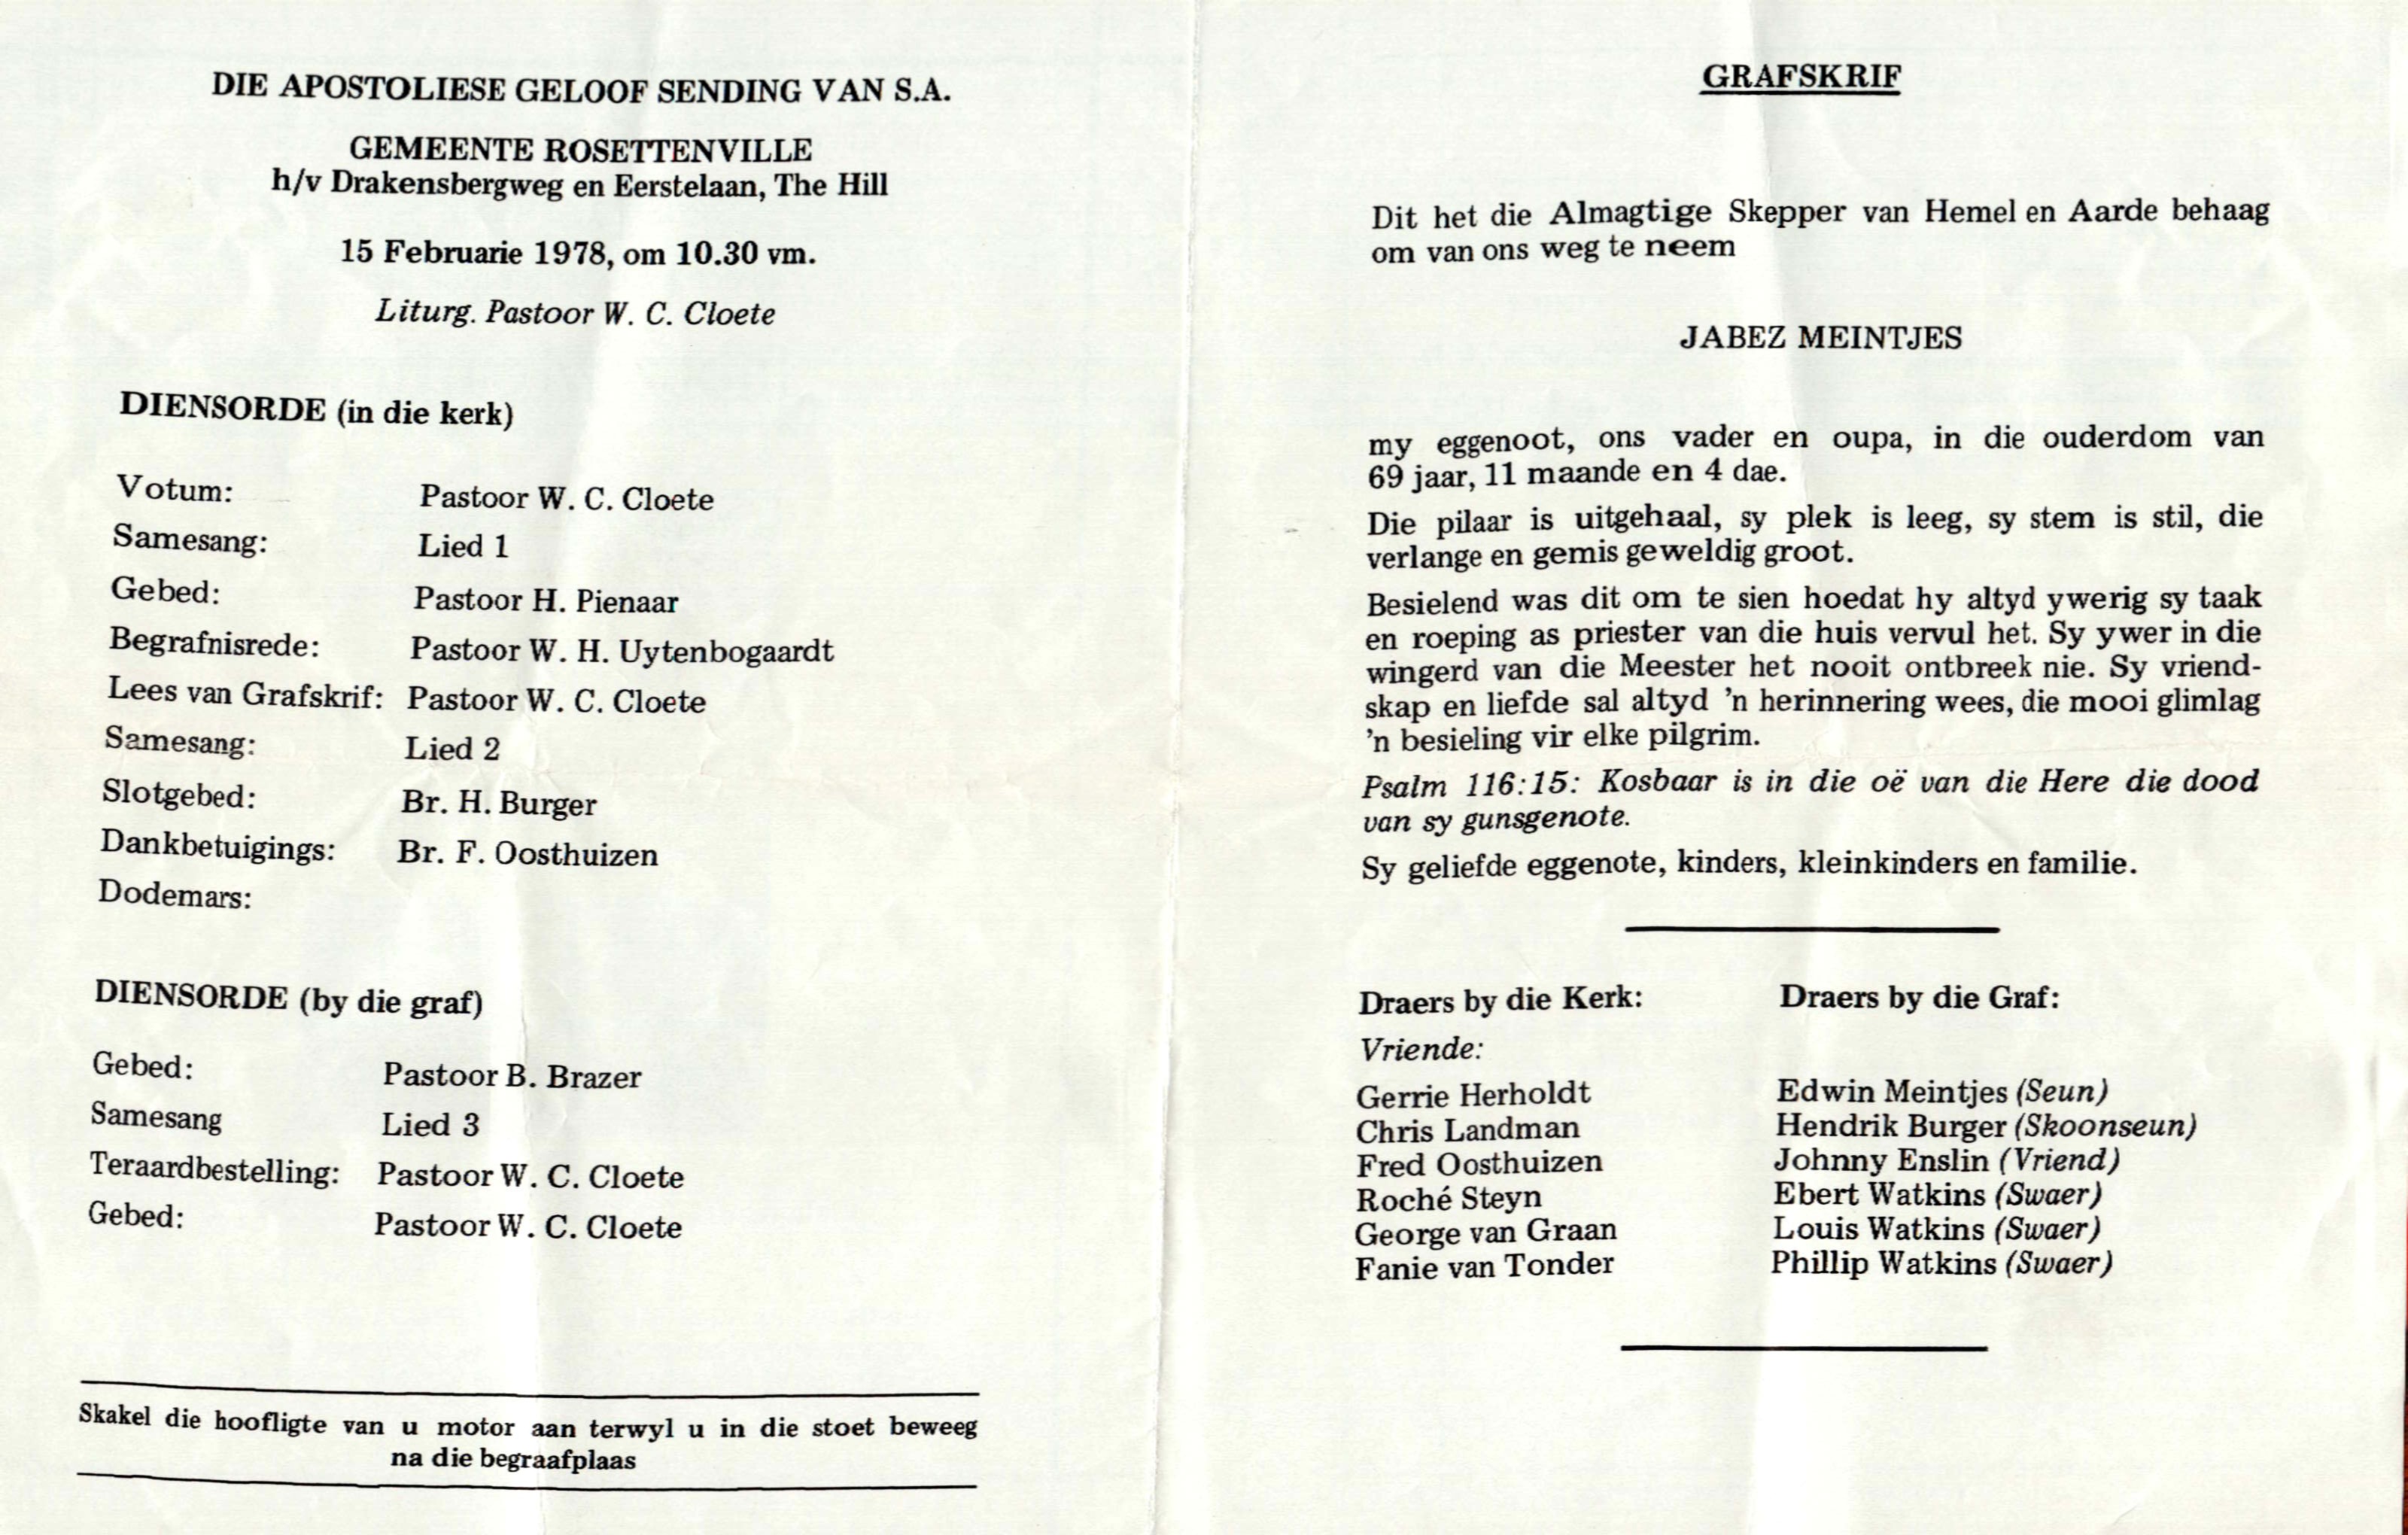 DIE APOSTOLIESE GELOOF SENDING VAN S.A.
GEMEENTE ROSETTENVILLE
h/v Drakensbergweg en Eerstelaan, The Hill
15 Februarie 1978, om 10.30 vm.
Liturg. Pastoor W. C. Cloete
DIENSORDE (in die kerk)
Votum: Pastoor W. C. Cloete
Samesang: Lied 1
Gebed: Pastoor H. Pienaar
Begrafnisrede: Pastoor W. H. Uytenbogaardt
Lees van Grafskrif: Pastoor W. C. Cloete
Samesang: Lied 2
Slotgebed: Br. H. Burger
Dankbetuigings: Br. F. Oosthuizen
Dodemars:
DIENSORDE (by die graf)
Gebed: Pastoor B. Brazer
Samesang Lied 3
Teraardbestelling: Pastoor W. C. Cloete
Gebed: Pastoor W. C. Cloete
Skakel die hoofligte van u motor aan terwyl u in die stoet beweeg
na die begraafplaas
GRAFSKRIF
Dit het die Almagtige Skepper van Hemel en Aarde behaag
om van ons weg te neem
JABEZ MEINTJES
my eggenoot, ons vader en oupa, in die ouderdom van
69 jaar, 11 maande en 4 dae.
Die pilaar is uitgehaal, sy plek is leeg, sy stem is stil, die
verlange en gemis geweldig groot.
Besielend was dit om te sien hoedat hy altyd ywerig sy taak
en roeping as priester van die huis vervul het. Sy ywer in die
wingerd van die Meester het nooit ontbreek nie. Sy vriend-
skap en liefde sal altyd 'n herinnering wees, die mooi glimlag
'n besieling vir elke pilgrim.
Psalm 116:15: Kosbaar is in die oë van die Here die dood
van sy gunsgenote.
Sy geliefde eggenote, kinders, kleinkinders en familie.
Draers by die Kerk: Draers by die Graf:
Vriende:
Gerrie Herholdt Edwin Meintjes (Seun)
Chris Landman Hendrik Burger (Skoonseun)
Fred Oosthuizen Johnny Enslin (Vriend)
Roché Steyn Ebert Watkins (Swaer)
George van Graan Louis Watkins (Swaer)
Fanie van Tonder Phillip Watkins (Swaer)